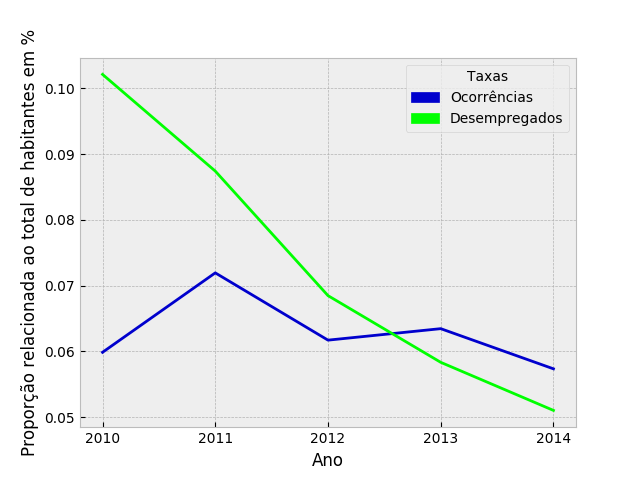 Proporção relacionada ao total de habitantes em %
0.10
0.09
0.08
0.07
0.06
0.05
Taxas
Ocorrências
Desempregados
2010 2011 2012 2013 2014
Ano